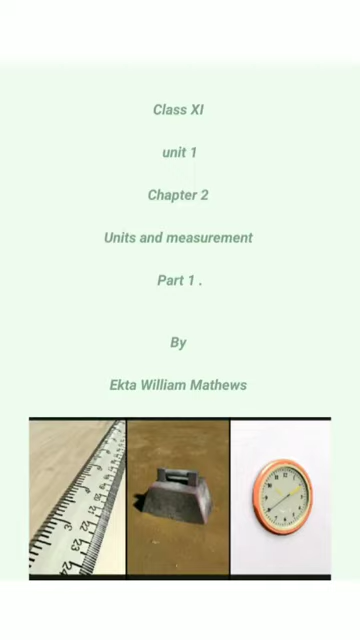 Class XI
unit 1
Chapter 2
Units and measurement
Part 1 .
By
Ekta William Mathews